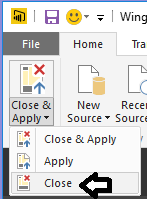 Wing
File Home Tra
Close & New Recen
Apply Source Source
Close & Apply
Apply
Close